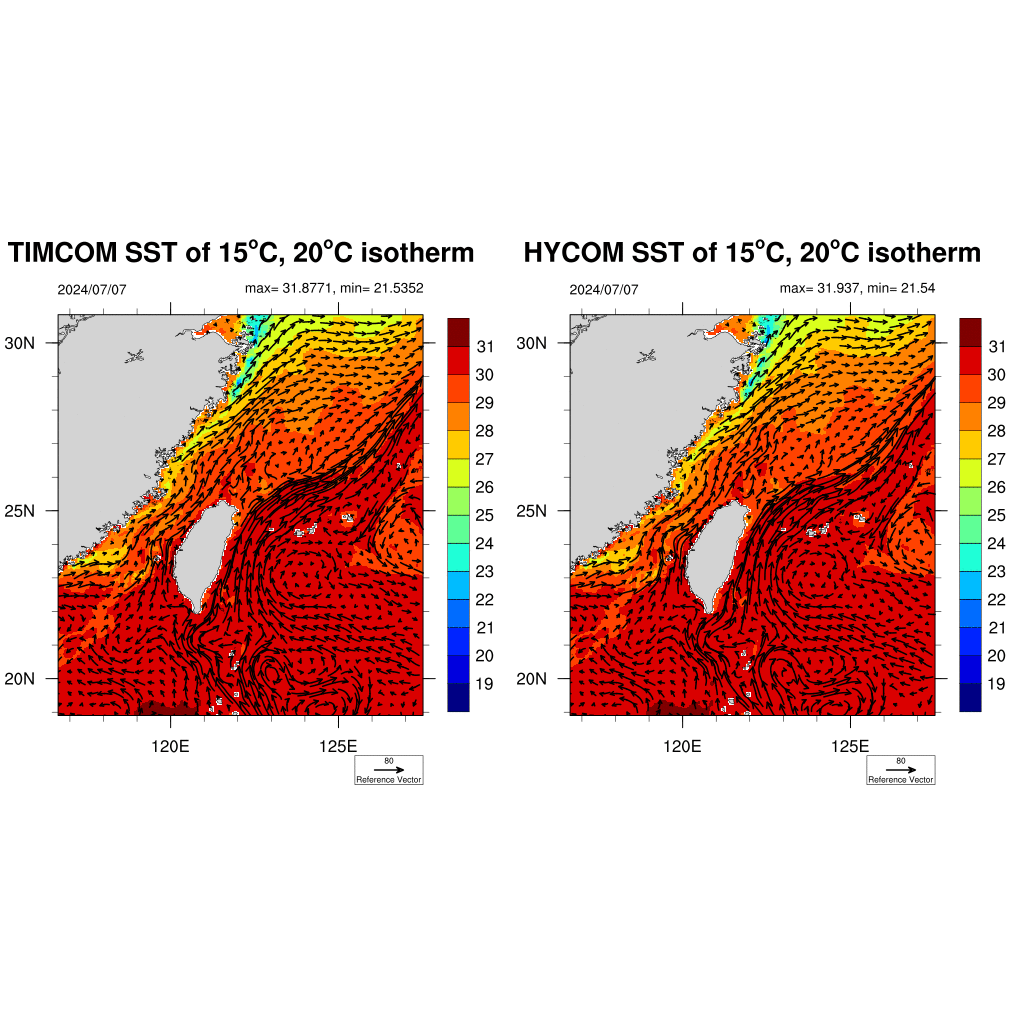 TIMCOM SST of 15°C, 20°C isotherm
2024/07/07
max= 31.8771, min= 21.5352
30N
25N
20N
120E
125E
31
30
29
28
27
26
25
24
23
22
21
20
19
80
Reference Vector
HYCOM SST of 15°C, 20°C isotherm
2024/07/07
max= 31.937, min= 21.54
30N
25N
20N
120E
125E
31
30
29
28
27
26
25
24
23
22
21
20
19
80
Reference Vector